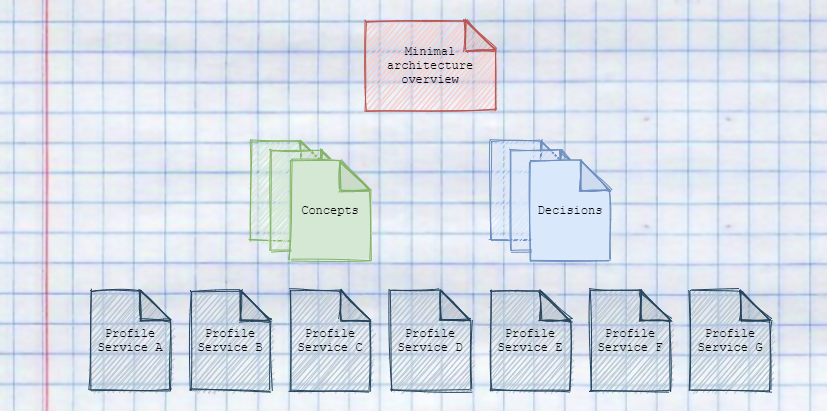 Minimal
architecture
overview
Concepts
Decisions
Profile
Service A
Profile
Service B
Profile
Service C
Profile
Service D
Profile
Service E
Profile
Service F
Profile
Service G